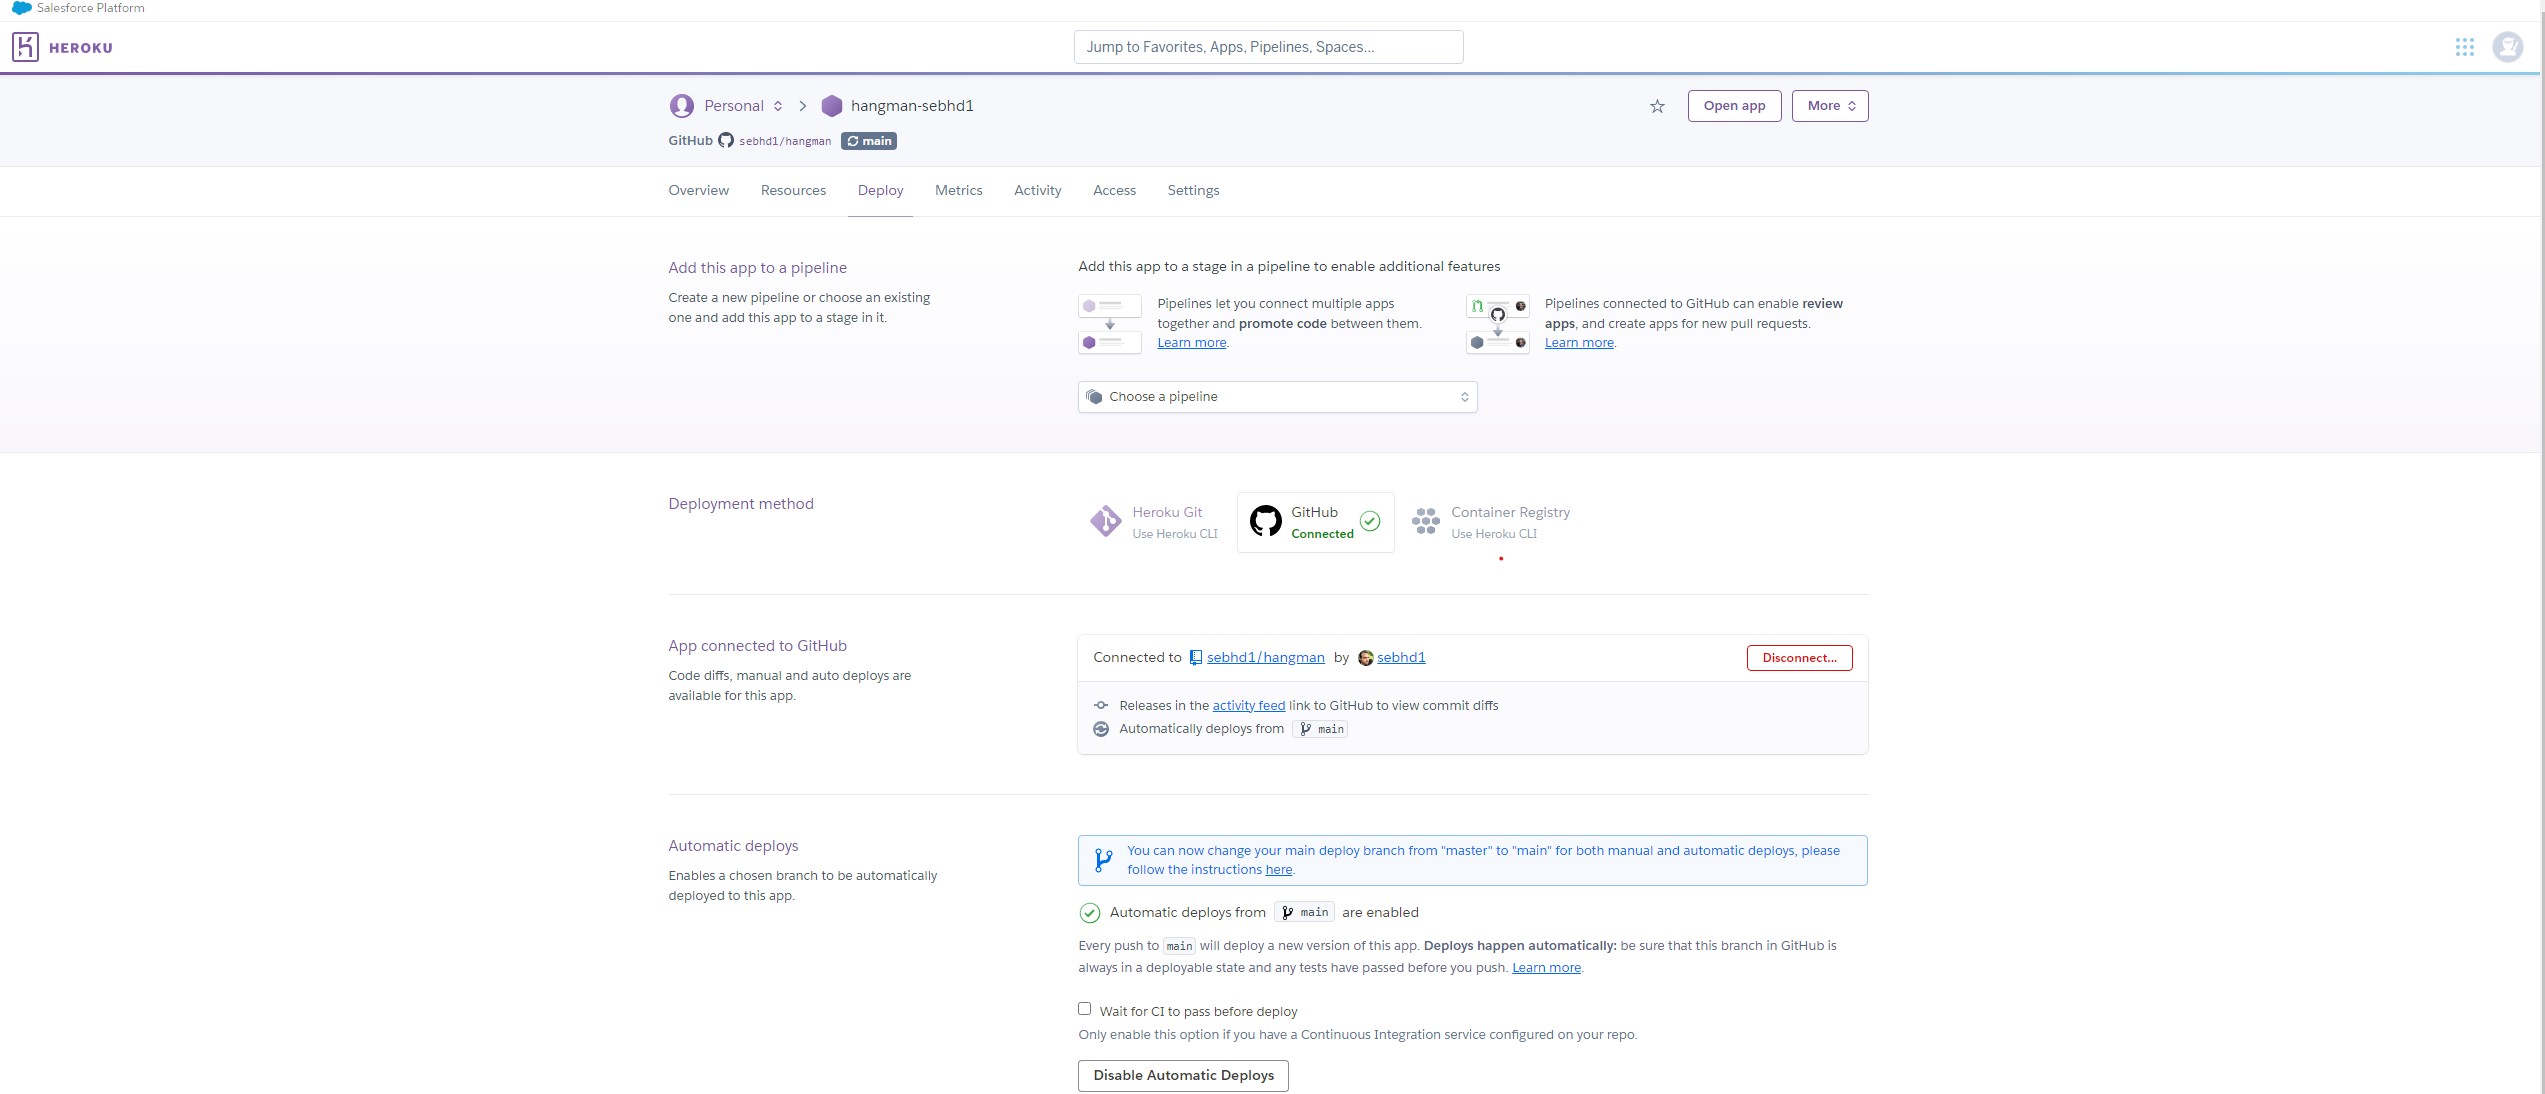 Salesforce Platform
HEROKU
Jump to Favorites, Apps, Pipelines, Spaces...
Personal
hangman-sebhd1
Open app
More
GitHub sebhd1/hangman main
Overview
Resources
Deploy
Metrics
Activity
Access
Settings
Add this app to a pipeline
Create a new pipeline or choose an existing
one and add this app to a stage in it.
Add this app to a stage in a pipeline to enable additional features
Pipelines let you connect multiple apps
together and promote code between them.
Learn more.
Pipelines connected to GitHub can enable review
apps, and create apps for new pull requests.
Learn more.
Choose a pipeline
Deployment method
Heroku Git
Use Heroku CLI
GitHub
Connected
Container Registry
Use Heroku CLI
App connected to GitHub
Code diffs, manual and auto deploys are
available for this app.
Connected to sebhd1/hangman by sebhd1
Disconnect...
Releases in the activity feed link to GitHub to view commit diffs
Automatically deploys from main
Automatic deploys
Enables a chosen branch to be automatically
deployed to this app.
You can now change your main deploy branch from "master" to "main" for both manual and automatic deploys, please
follow the instructions here.
Automatic deploys from main are enabled
Every push to main will deploy a new version of this app. Deploys happen automatically: be sure that this branch in GitHub is
always in a deployable state and any tests have passed before you push. Learn more.
Wait for CI to pass before deploy
Only enable this option if you have a Continuous Integration service configured on your repo.
Disable Automatic Deploys